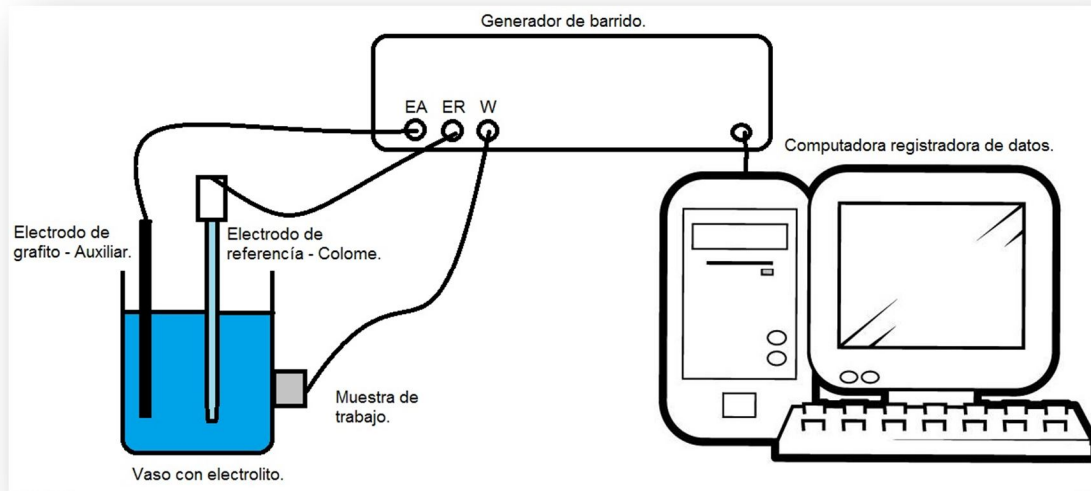 Generador de barrido.
EA ER W
Computadora registradora de datos.
Electrodo de
grafito - Auxiliar.
Electrodo de
referencía - Colome.
Muestra de
trabajo.
Vaso con electrolito.